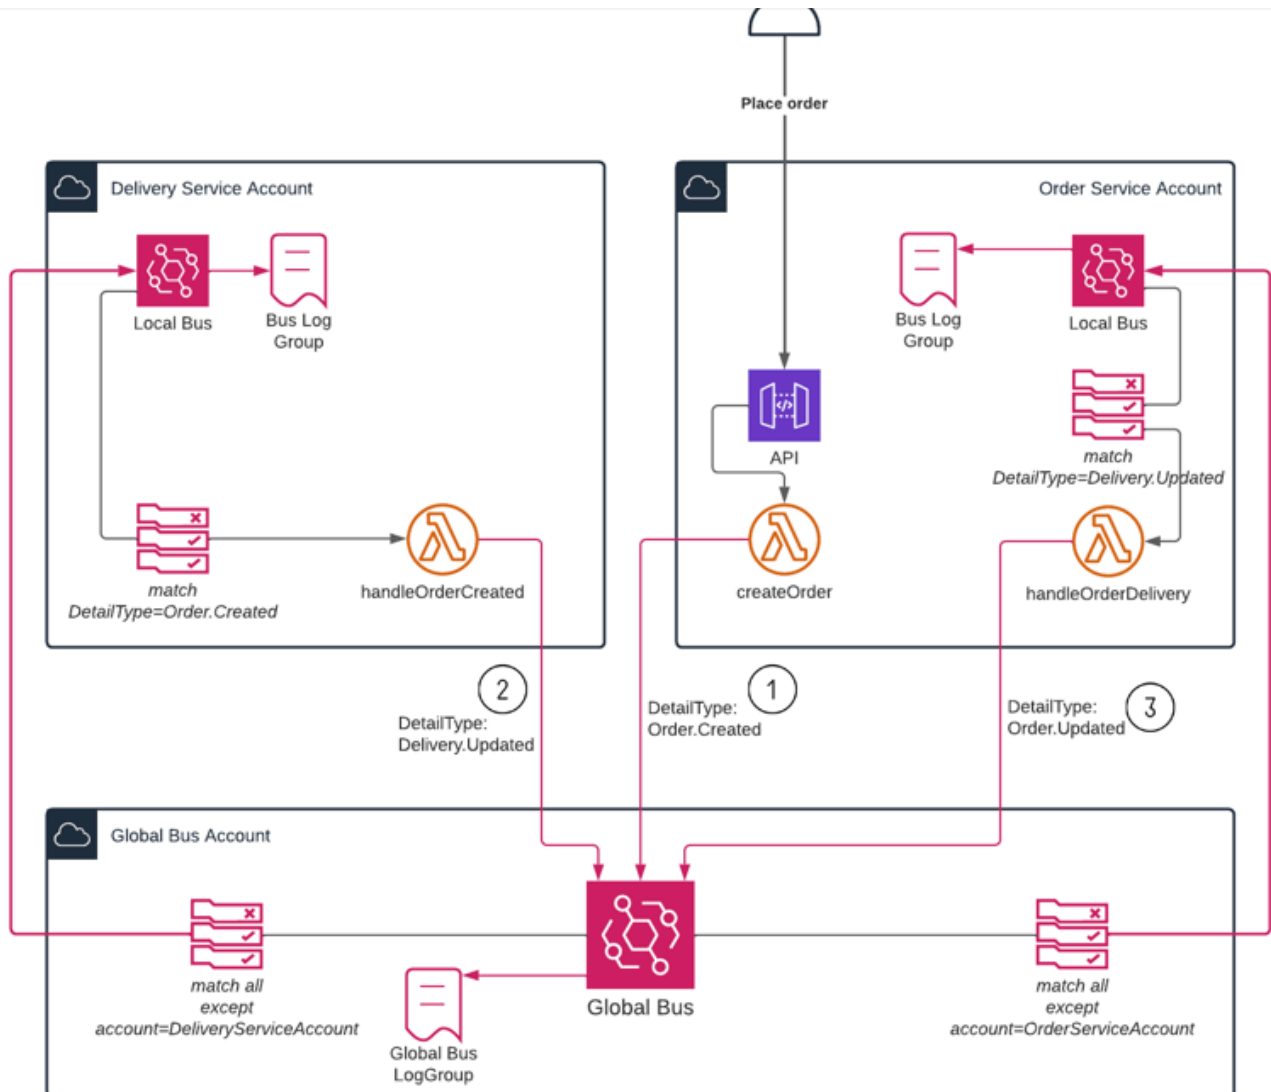 Place order
Delivery Service Account
Order Service Account
Local Bus
Bus Log
Group
Bus Log
Group
Local Bus
</>
API
match
DetailType=Delivery.Updated
match
DetailType=Order.Created
handleOrderCreated
createOrder
handleOrderDelivery
2
DetailType:
Delivery.Updated
1
DetailType:
Order.Created
3
DetailType:
Order.Updated
Global Bus Account
match all
except
account=DeliveryServiceAccount
Global Bus
LogGroup
Global Bus
match all
except
account=OrderServiceAccount